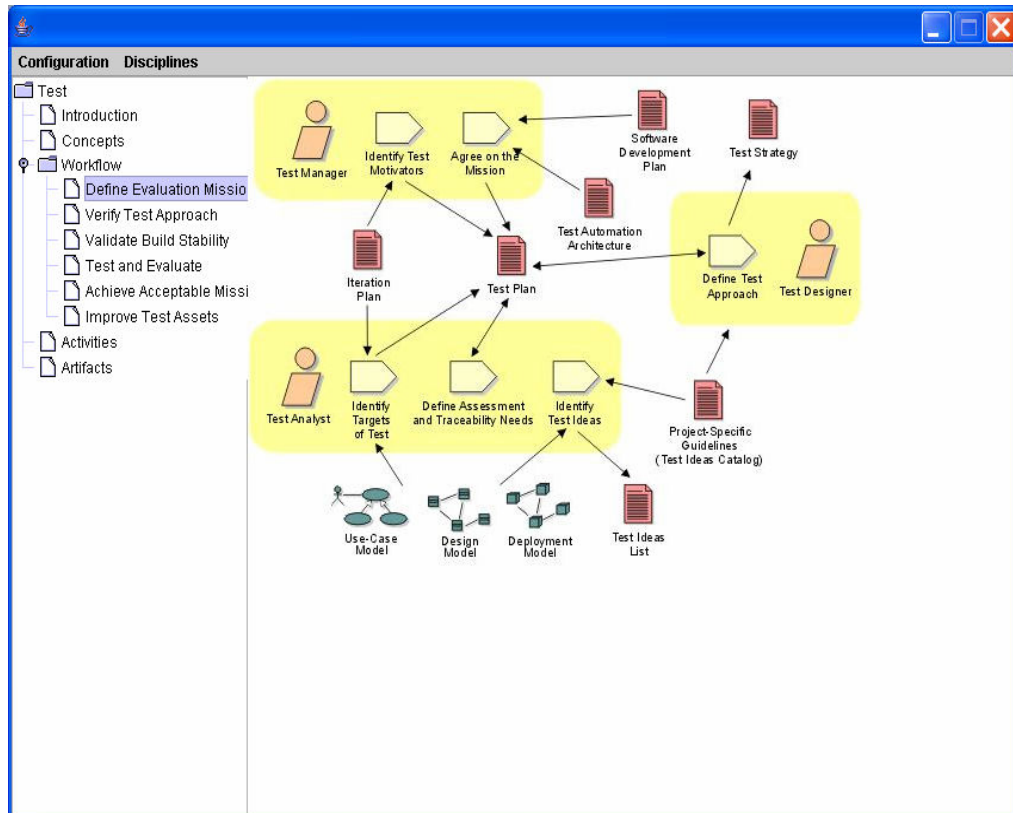 Configuration Disciplines
Test
Introduction
Concepts
Workflow
Define Evaluation Missio
Verify Test Approach
Validate Build Stability
Test and Evaluate
Achieve Acceptable Missi
Improve Test Assets
Activities
Artifacts
Test Manager
Identify Test
Motivators
Agree on the
Mission
Software
Development
Plan
Test Strategy
Test Automation
Architecture
Iteration
Plan
Test Plan
Define Test
Approach
Test Designer
Test Analyst
Identify
Targets
of Test
Define Assessment
and Traceability Needs
Identify
Test Ideas
Project-Specific
Guidelines
(Test Ideas Catalog)
Use-Case
Model
Design
Model
Deployment
Model
Test Ideas
List